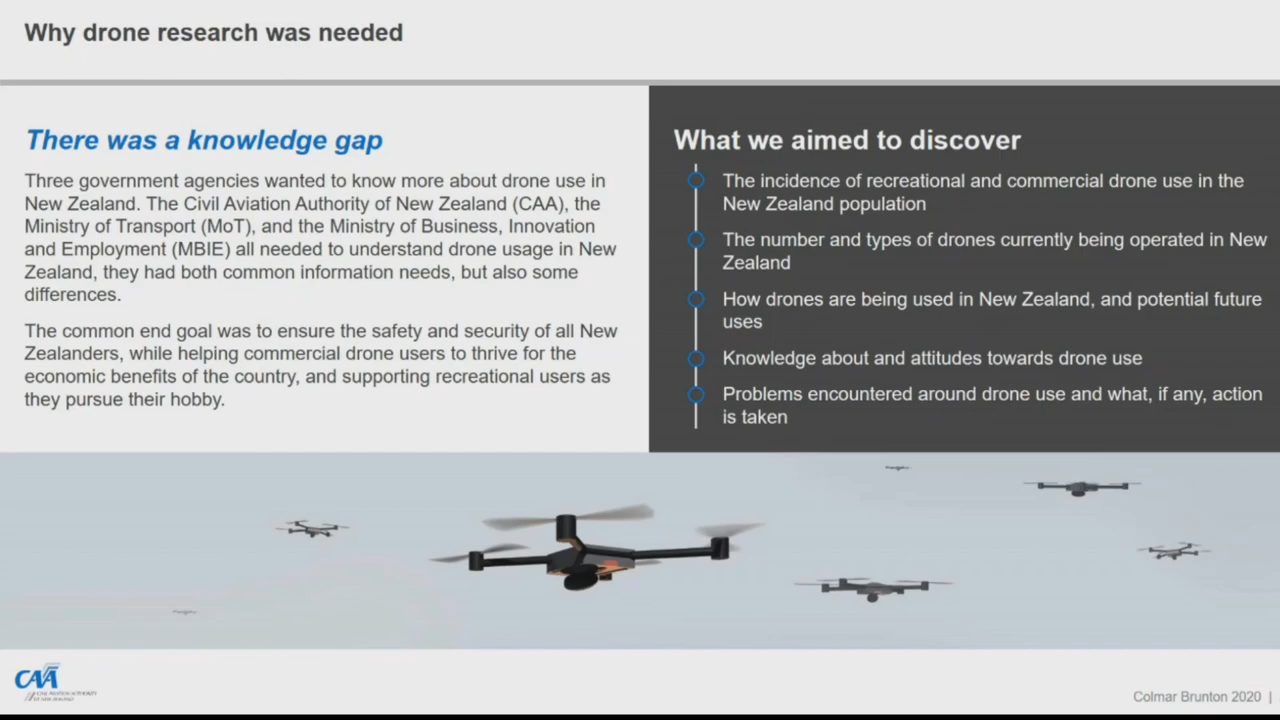 Why drone research was needed
There was a knowledge gap
Three government agencies wanted to know more about drone use in
New Zealand. The Civil Aviation Authority of New Zealand (CAA), the
Ministry of Transport (MoT), and the Ministry of Business, Innovation
and Employment (MBIE) all needed to understand drone usage in New
Zealand, they had both common information needs, but also some
differences.
The common end goal was to ensure the safety and security of all New
Zealanders, while helping commercial drone users to thrive for the
economic benefits of the country, and supporting recreational users as
they pursue their hobby.
What we aimed to discover
The incidence of recreational and commercial drone use in the
New Zealand population
The number and types of drones currently being operated in New
Zealand
How drones are being used in New Zealand, and potential future
uses
Knowledge about and attitudes towards drone use
Problems encountered around drone use and what, if any, action
is taken
CAA
CIVIL AVIATION AUTHORITY
OF NEW ZEALAND
Colmar Brunton 2020 |